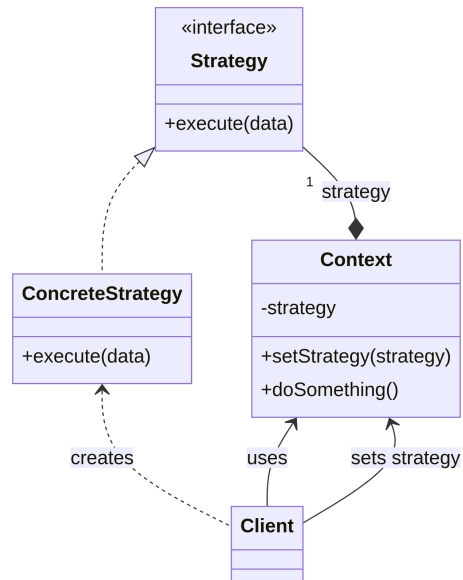 «interface»
Strategy
+execute(data)
1
strategy
ConcreteStrategy
+execute(data)
Context
-strategy
+setStrategy(strategy)
+doSomething()
creates
uses
sets strategy
Client